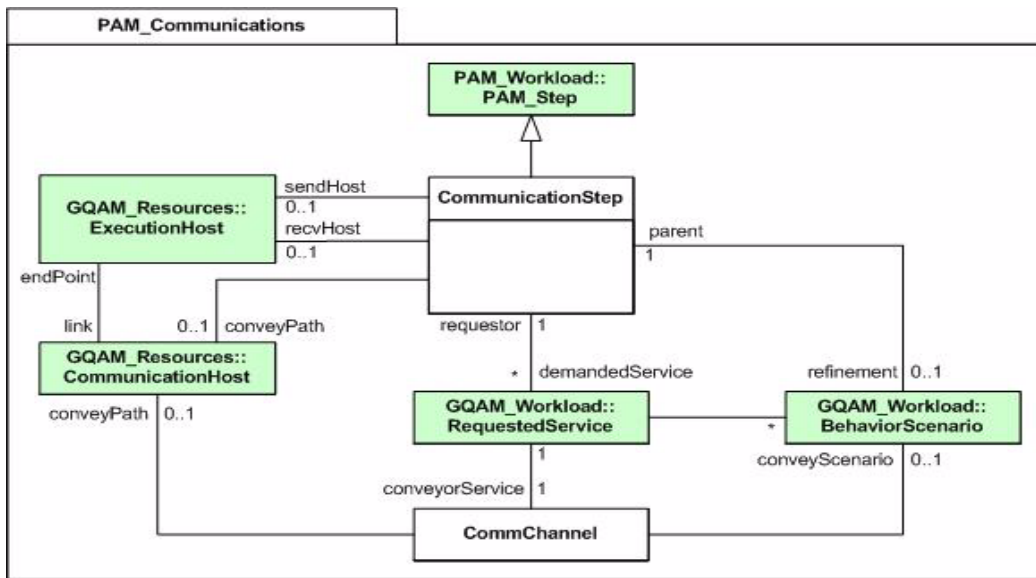 PAM_Communications
PAM_Workload::
PAM_Step
sendHost
0..1
recvHost
0..1
GQAM_Resources::
ExecutionHost
CommunicationStep
parent
1
endPoint
link
0..1
conveyPath
requestor
1
GQAM_Resources::
CommunicationHost
*
demandedService
refinement
0..1
conveyPath
0..1
GQAM_Workload::
RequestedService
*
GQAM_Workload::
BehaviorScenario
1
conveyScenario
0..1
conveyorService
1
CommChannel